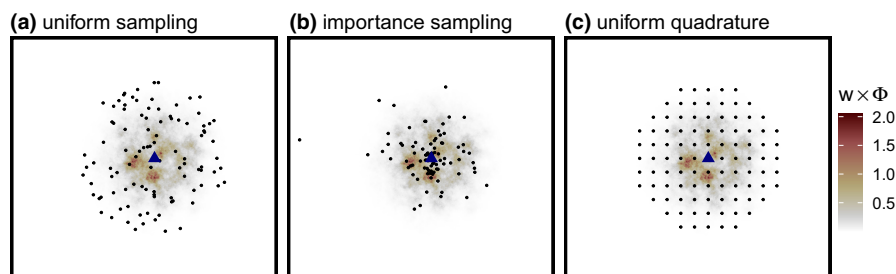 (a) uniform sampling
(b) importance sampling
(c) uniform quadrature
w × Φ
2.0
1.5
1.0
0.5